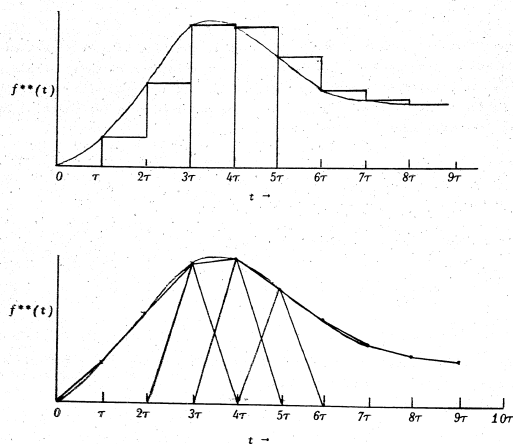 f**(t)
0 τ 2τ 3τ 4τ 5τ 6τ 7τ 8τ 9τ
t →
f**(t)
0 τ 2τ 3τ 4τ 5τ 6τ 7τ 8τ 9τ 10τ
t →